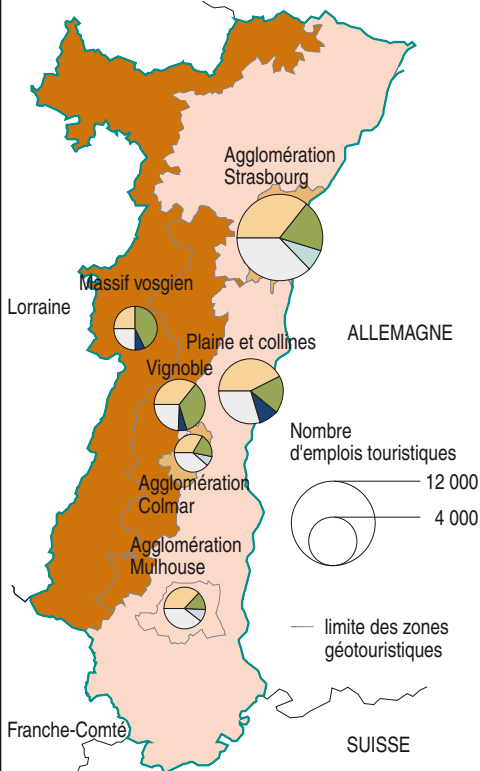 Agglomération
Strasbourg
Massif vosgien
Lorraine
ALLEMAGNE
Plaine et collines
Vignoble
Nombre
d'emplois touristiques
12 000
4 000
Agglomération
Colmar
Agglomération
Mulhouse
limite des zones
géotouristiques
Franche-Comté
SUISSE